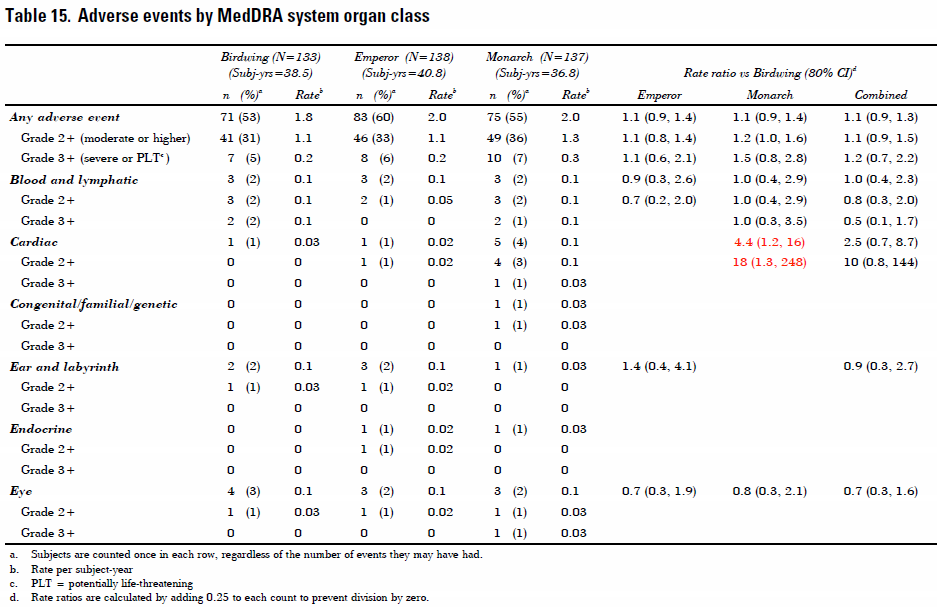 Table 15. Adverse events by MedDRA system organ class
Birdwing (N=133) Emperor (N=138) Monarch (N=137)
(Subj-yrs=38.5) (Subj-yrs=40.8) (Subj-yrs=36.8) Rate ratio vs Birdwing (80% CI)d
n (%)a Rateb n (%)a Rateb n (%)a Rateb Emperor Monarch Combined
Any adverse event 71 (53) 1.8 83 (60) 2.0 75 (55) 2.0 1.1 (0.9, 1.4) 1.1 (0.9, 1.4) 1.1 (0.9, 1.3)
Grade 2+ (moderate or higher) 41 (31) 1.1 46 (33) 1.1 49 (36) 1.3 1.1 (0.8, 1.4) 1.2 (1.0, 1.6) 1.1 (0.9, 1.5)
Grade 3+ (severe or PLTc) 7 (5) 0.2 8 (6) 0.2 10 (7) 0.3 1.1 (0.6, 2.1) 1.5 (0.8, 2.8) 1.2 (0.7, 2.2)
Blood and lymphatic 3 (2) 0.1 3 (2) 0.1 3 (2) 0.1 0.9 (0.3, 2.6) 1.0 (0.4, 2.9) 1.0 (0.4, 2.3)
Grade 2+ 3 (2) 0.1 2 (1) 0.05 3 (2) 0.1 0.7 (0.2, 2.0) 1.0 (0.4, 2.9) 0.8 (0.3, 2.0)
Grade 3+ 2 (2) 0.1 0 0 2 (1) 0.1 1.0 (0.3, 3.5) 0.5 (0.1, 1.7)
Cardiac 1 (1) 0.03 1 (1) 0.02 5 (4) 0.1 4.4 (1.2, 16) 2.5 (0.7, 8.7)
Grade 2+ 0 0 1 (1) 0.02 4 (3) 0.1 18 (1.3, 248) 10 (0.8, 144)
Grade 3+ 0 0 0 0 1 (1) 0.03
Congenital/familial/genetic 0 0 0 0 1 (1) 0.03
Grade 2+ 0 0 0 0 1 (1) 0.03
Grade 3+ 0 0 0 0 0 0
Ear and labyrinth 2 (2) 0.1 3 (2) 0.1 1 (1) 0.03 1.4 (0.4, 4.1) 0.9 (0.3, 2.7)
Grade 2+ 1 (1) 0.03 1 (1) 0.02 0 0
Grade 3+ 0 0 0 0 0 0
Endocrine 0 0 1 (1) 0.02 1 (1) 0.03
Grade 2+ 0 0 1 (1) 0.02 0 0
Grade 3+ 0 0 0 0 0 0
Eye 4 (3) 0.1 3 (2) 0.1 3 (2) 0.1 0.7 (0.3, 1.9) 0.8 (0.3, 2.1) 0.7 (0.3, 1.6)
Grade 2+ 1 (1) 0.03 1 (1) 0.02 1 (1) 0.03
Grade 3+ 0 0 0 0 1 (1) 0.03
a. Subjects are counted once in each row, regardless of the number of events they may have had.
b. Rate per subject-year
c. PLT = potentially life-threatening
d. Rate ratios are calculated by adding 0.25 to each count to prevent division by zero.